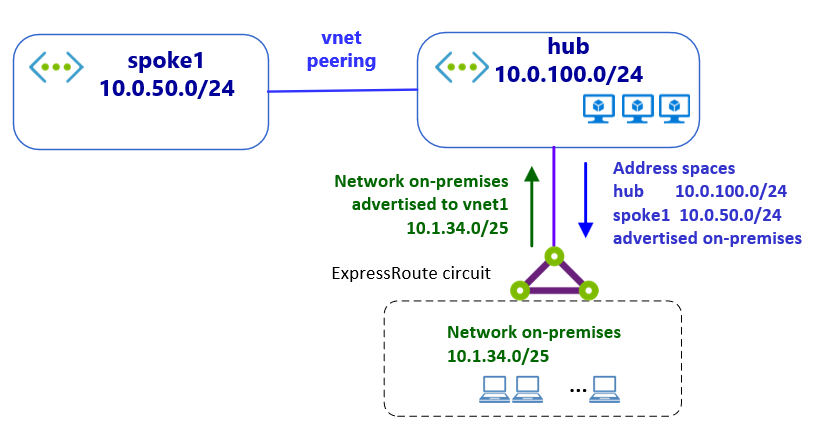 spoke1
10.0.50.0/24
vnet
peering
hub
10.0.100.0/24
Network on-premises
advertised to vnet1
10.1.34.0/25
Address spaces
hub 10.0.100.0/24
spoke1 10.0.50.0/24
advertised on-premises
ExpressRoute circuit
Network on-premises
10.1.34.0/25
...